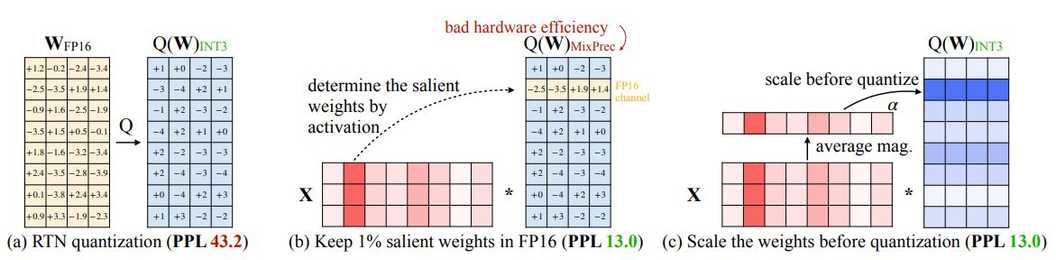 bad hardware efficiency
W FP16
Q(W) INT3
Q(W) MixPrec
Q(W) INT3
+1.2 −0.2 −2.4 −3.4
−2.5 −3.5 +1.9 +1.4
−0.9 +1.6 −2.5 −1.9
−3.5 +1.5 +0.5 −0.1
+1.8 −1.6 −3.2 −3.4
+2.4 −3.5 −2.8 −3.9
+0.1 −3.8 +2.4 +3.4
+0.9 +3.3 −1.9 −2.3
Q
+1 +0 −2 −3
−3 −4 +2 +1
−1 +2 −3 −2
−4 +2 +1 +0
+2 −2 −3 −3
+2 −4 −3 −4
+0 −4 +2 +3
+1 +3 −2 −2
(a) RTN quantization (PPL 43.2)
determine the salient
weights by
activation
X
*
+1 +0 −2 −3
−2.5 −3.5 +1.9 +1.4
−1 +2 −3 −2
−4 +2 +1 +0
+2 −2 −3 −3
+2 −4 −3 −4
+0 −4 +2 +3
+1 +3 −2 −2
FP16
channel
(b) Keep 1% salient weights in FP16 (PPL 13.0)
scale before quantize
α
average mag.
X
*
(c) Scale the weights before quantization (PPL 13.0)